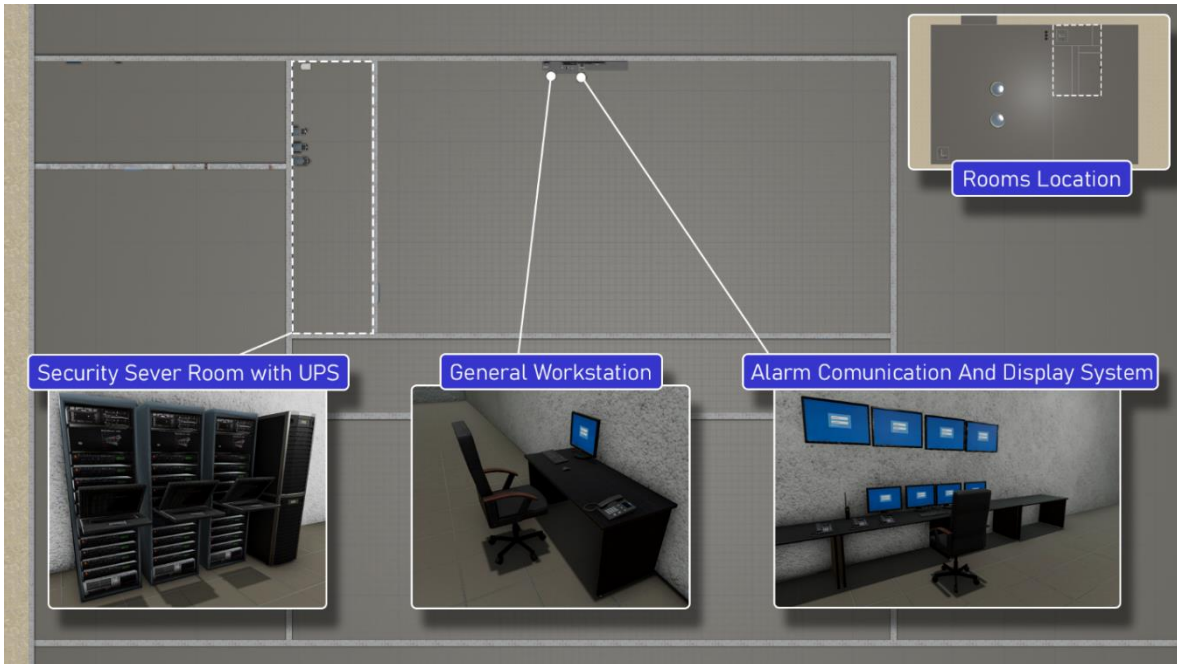 Rooms Location
Security Sever Room with UPS
General Workstation
Alarm Comunication And Display System